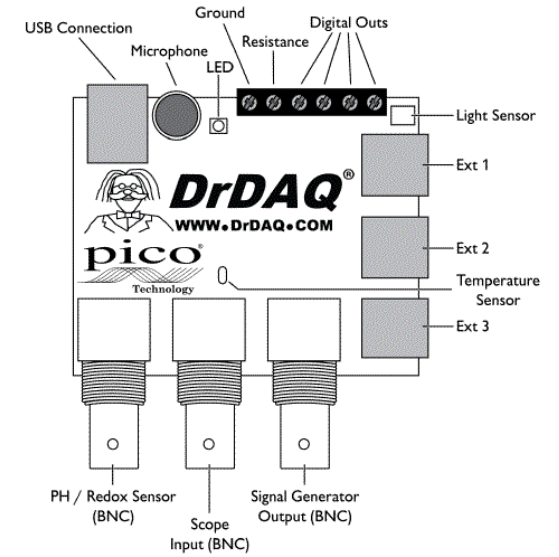 Ground
Digital Outs
USB Connection
Resistance
Microphone
LED
Light Sensor
Ext 1
DrDAQ®
WWW.DrDAQ.COM
pico®
Technology
Ext 2
Temperature
Sensor
Ext 3
PH / Redox Sensor
(BNC)
Scope
Input (BNC)
Signal Generator
Output (BNC)